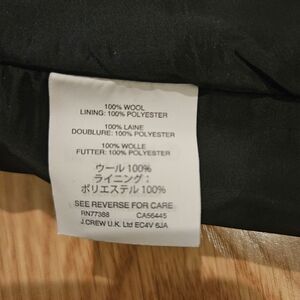 100% WOOL
LINING: 100% POLYESTER
100% LAINE
DOUBLURE: 100% POLYESTER
100% WOLLE
FUTTER: 100% POLYESTER
ウール 100%
ライニング：
ポリエステル 100%
SEE REVERSE FOR CARE
RN77388 CA56445
J.CREW U.K. Ltd EC4V 6JA